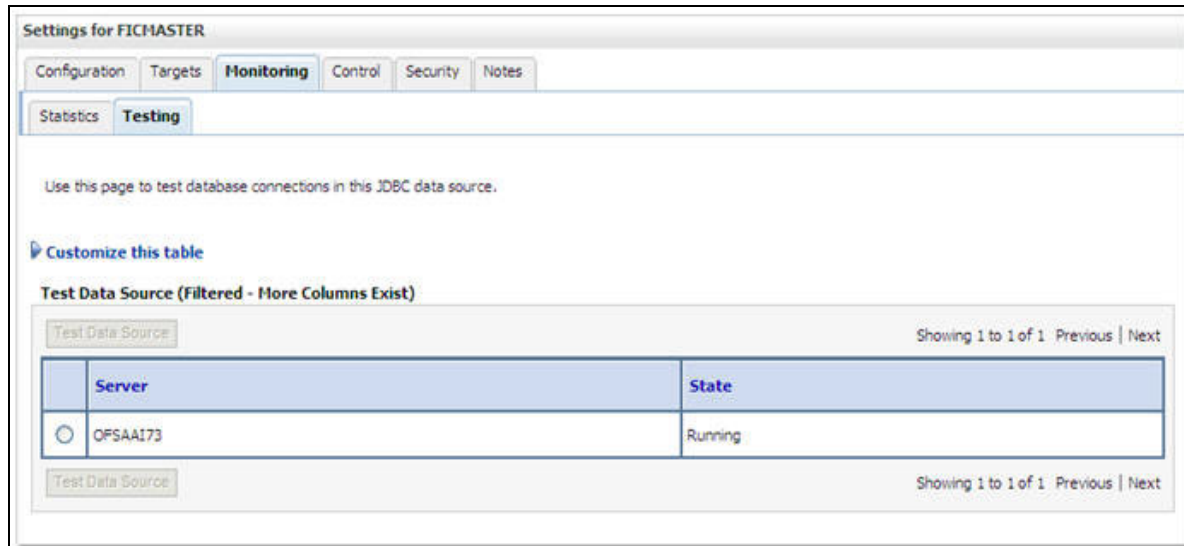 Settings for FICMASTER
Configuration Targets Monitoring Control Security Notes
Statistics Testing
Use this page to test database connections in this JDBC data source.
Customize this table
Test Data Source (Filtered - More Columns Exist)
Test Data Source Showing 1 to 1 of 1 Previous | Next
Server State
OFSAAI73 Running
Test Data Source Showing 1 to 1 of 1 Previous | Next